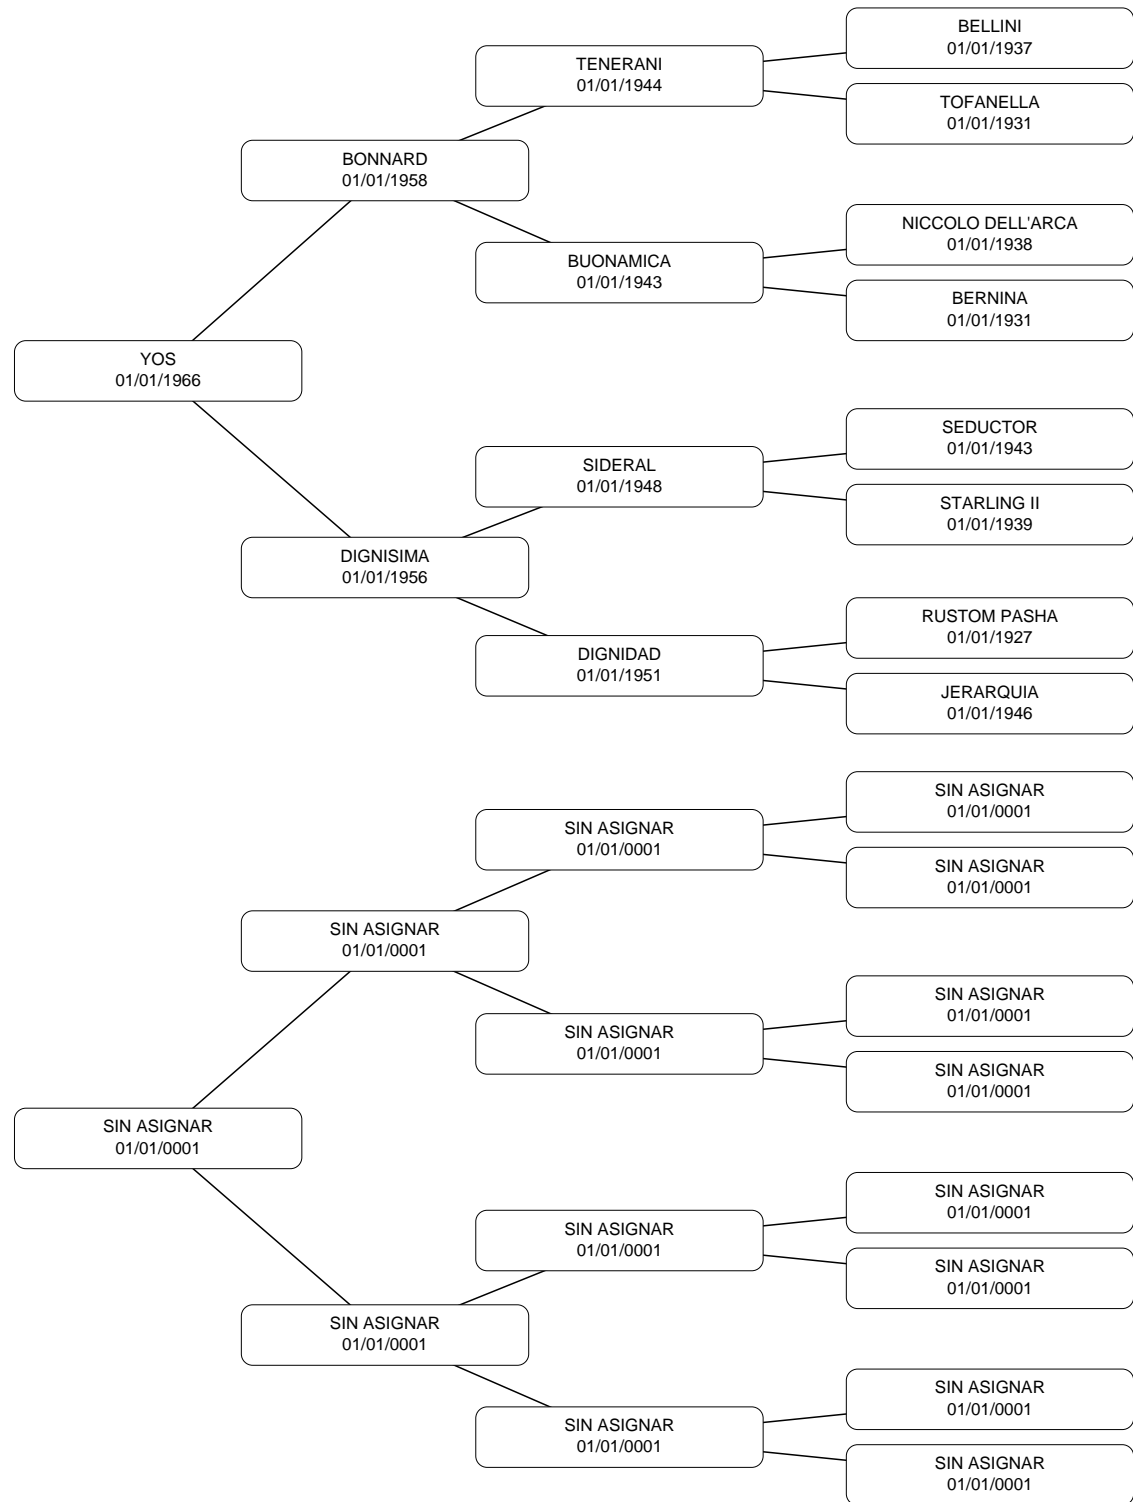 BELLINI
01/01/1937
TENERANI
01/01/1944
TOFANELLA
01/01/1931
BONNARD
01/01/1958
NICCOLO DELL'ARCA
01/01/1938
BUONAMICA
01/01/1943
BERNINA
01/01/1931
YOS
01/01/1966
SEDUCTOR
01/01/1943
SIDERAL
01/01/1948
STARLING II
01/01/1939
DIGNISIMA
01/01/1956
RUSTOM PASHA
01/01/1927
DIGNIDAD
01/01/1951
JERARQUIA
01/01/1946
SIN ASIGNAR
01/01/0001
SIN ASIGNAR
01/01/0001
SIN ASIGNAR
01/01/0001
SIN ASIGNAR
01/01/0001
SIN ASIGNAR
01/01/0001
SIN ASIGNAR
01/01/0001
SIN ASIGNAR
01/01/0001
SIN ASIGNAR
01/01/0001
SIN ASIGNAR
01/01/0001
SIN ASIGNAR
01/01/0001
SIN ASIGNAR
01/01/0001
SIN ASIGNAR
01/01/0001
SIN ASIGNAR
01/01/0001
SIN ASIGNAR
01/01/0001
SIN ASIGNAR
01/01/0001